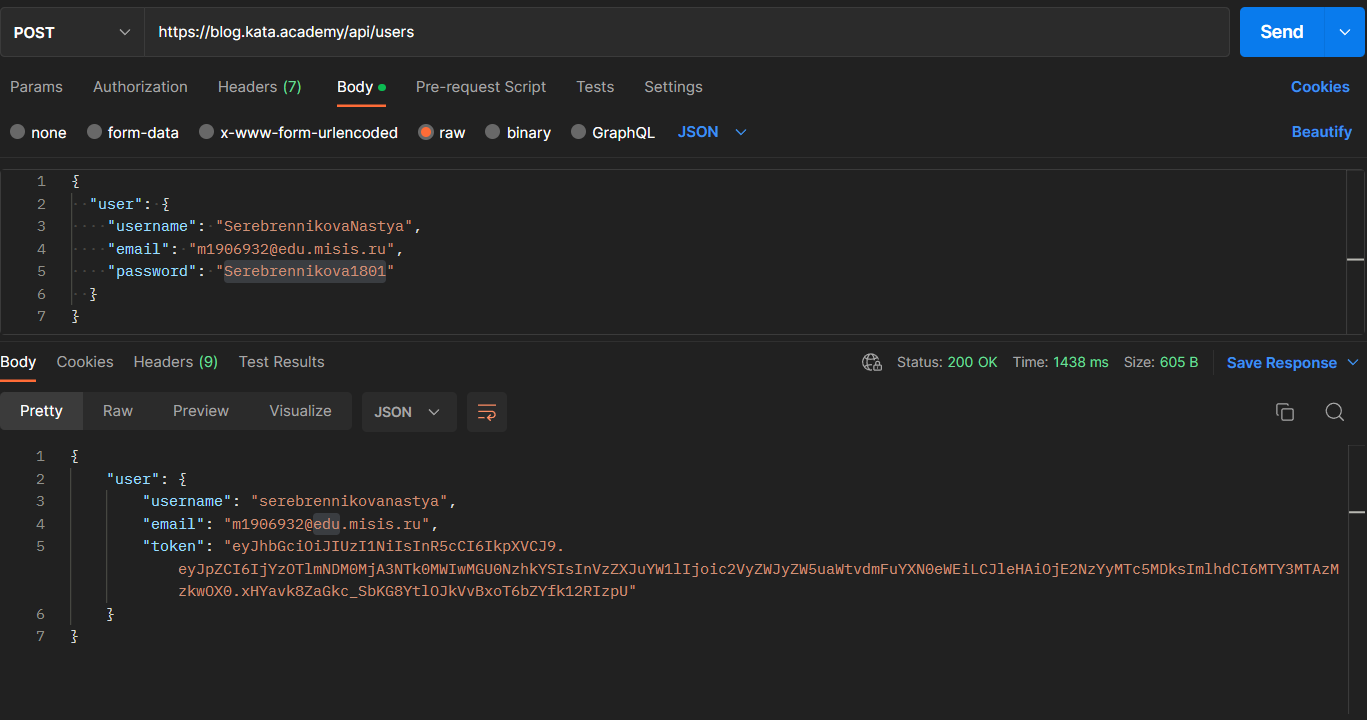 POST https://blog.kata.academy/api/users Send
Params Authorization Headers (7) Body Pre-request Script Tests Settings Cookies
none form-data x-www-form-urlencoded raw binary GraphQL JSON Beautify
1 {
2 "user": {
3 "username": "SerebrennikovaNastya",
4 "email": "m1906932@edu.misis.ru",
5 "password": "Serebrennikova1801"
6 }
7 }
Body Cookies Headers (9) Test Results Status: 200 OK Time: 1438 ms Size: 605 B Save Response
Pretty Raw Preview Visualize JSON
1 {
2 "user": {
3 "username": "serebrennikovanastya",
4 "email": "m1906932@edu.misis.ru",
5 "token": "eyJhbGciOiJIUzI1NiIsInR5cCI6IkpXVCJ9.
eyJpZCI6IjYzOTlmNDM0MjA3NTk0MWIwMGU0NzhkYSIsInVzZXJuYW1lIjoic2VyZWJyZW5uaWtvdmFuYXN0eWEiLCJleHAiOjE2NzYyMTc5MDksImlhdCI6MTY3MTAzM
zkwOX0.xHYavk8ZaGkc_SbKG8YtlOJkVvBxoT6bZYfk12RIzpU"
6 }
7 }